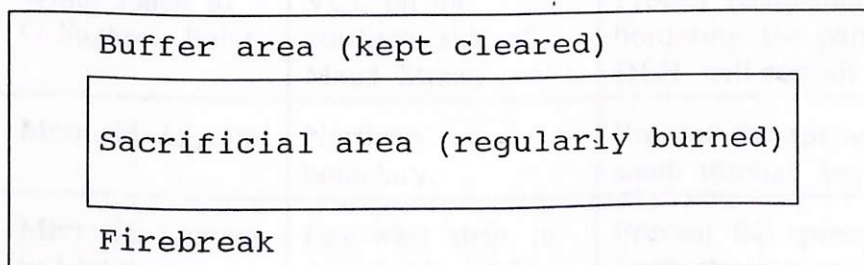 Buffer area (kept cleared)
Sacrificial area (regularly burned)
Firebreak